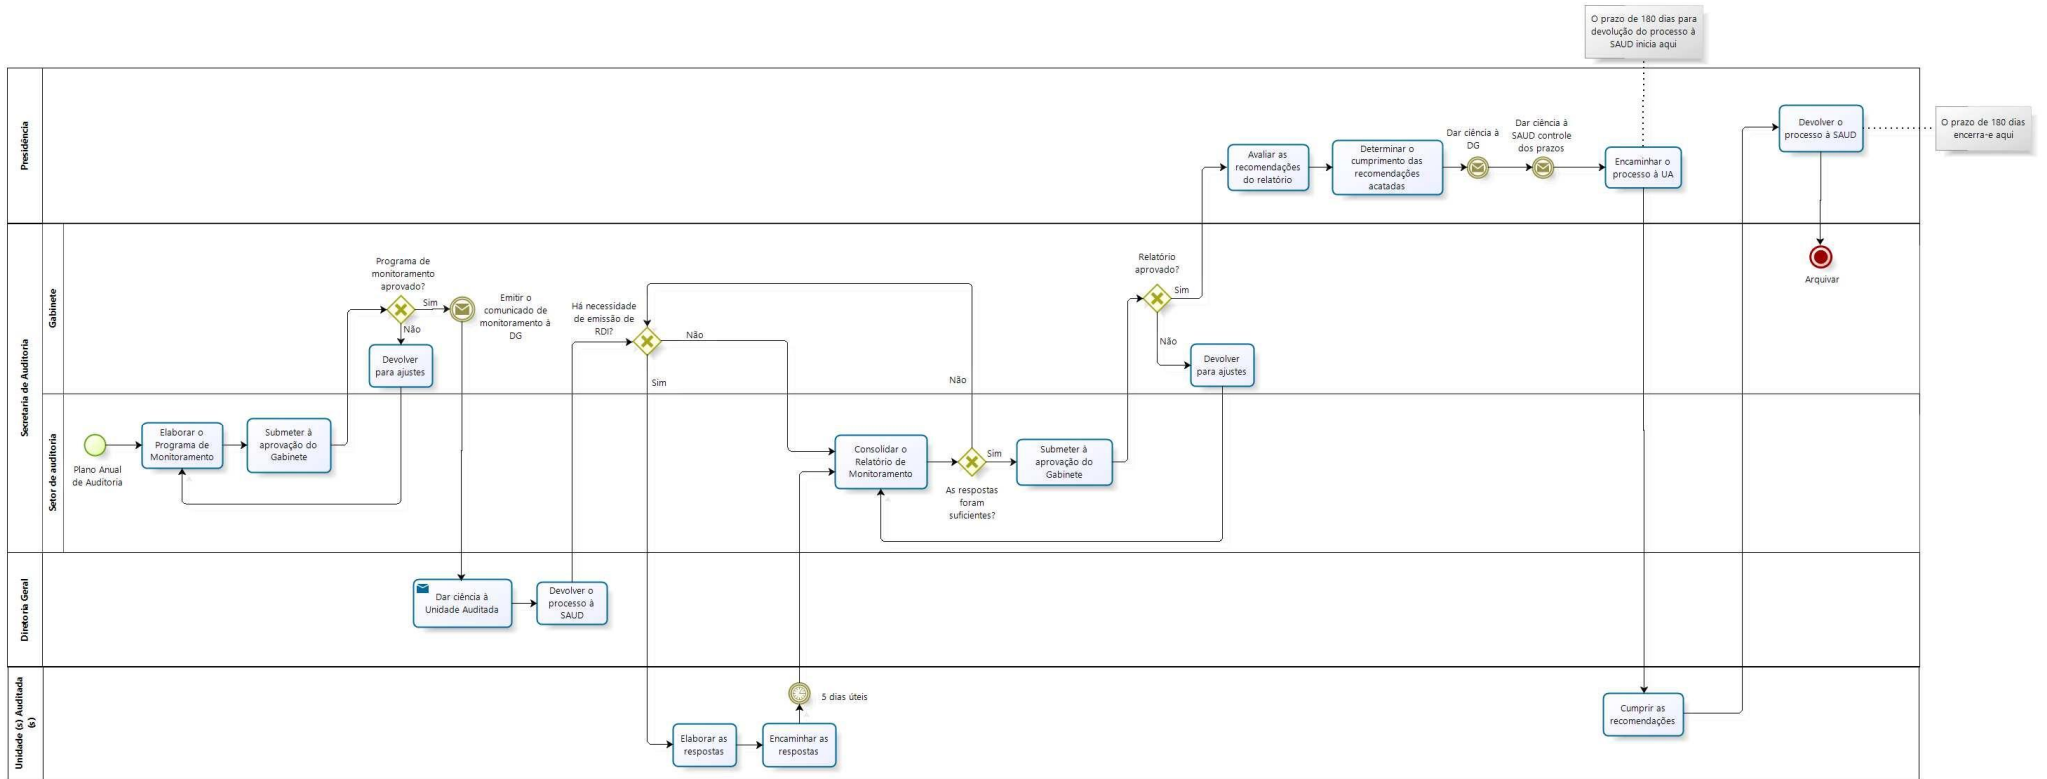 O prazo de 180 dias para
devolução do processo à
SAUD inicia aqui
Presidência
Avaliar as
recomendações
do relatório
Determinar o
cumprimento das
recomendações
acatadas
Dar ciência à
DG
Dar ciência à
SAUD controle
dos prazos
Encaminhar o
processo à UA
Devolver o
processo à SAUD
O prazo de 180 dias
encerra-e aqui
Secretaria de Auditoria
Gabinete
Programa de
monitoramento
aprovado?
Sim
Não
Emitir o
comunicado de
monitoramento à
DG
Devolver
para ajustes
Há necessidade
de emissão de
RDI?
Não
Sim
Não
Relatório
aprovado?
Sim
Não
Devolver
para ajustes
Arquivar
Setor de auditoria
Plano Anual
de Auditoria
Elaborar o
Programa de
Monitoramento
Submeter à
aprovação do
Gabinete
Consolidar o
Relatório de
Monitoramento
Sim
As respostas
foram
suficientes?
Submeter à
aprovação do
Gabinete
Diretoria Geral
Dar ciência à
Unidade Auditada
Devolver o
processo à
SAUD
Unidade (s) Auditada
(s)
5 dias úteis
Elaborar as
respostas
Encaminhar as
respostas
Cumprir as
recomendações